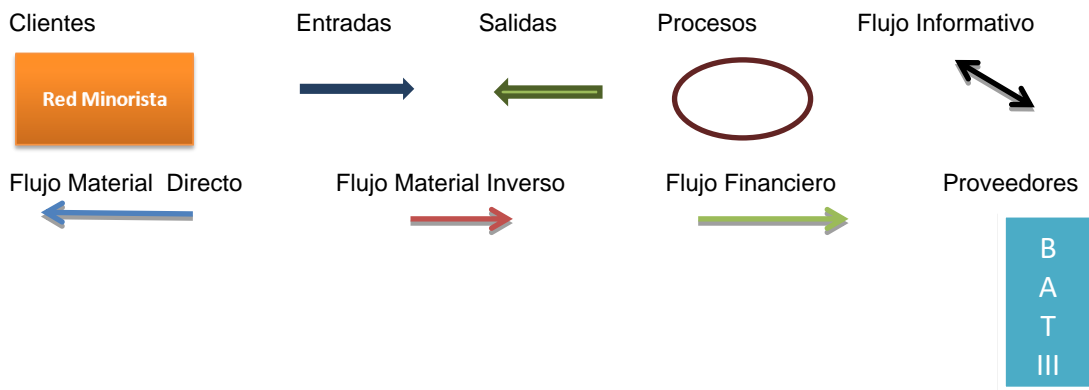 Clientes
Entradas
Salidas
Procesos
Flujo Informativo
Red Minorista
Flujo Material Directo
Flujo Material Inverso
Flujo Financiero
Proveedores
B
A
T
III